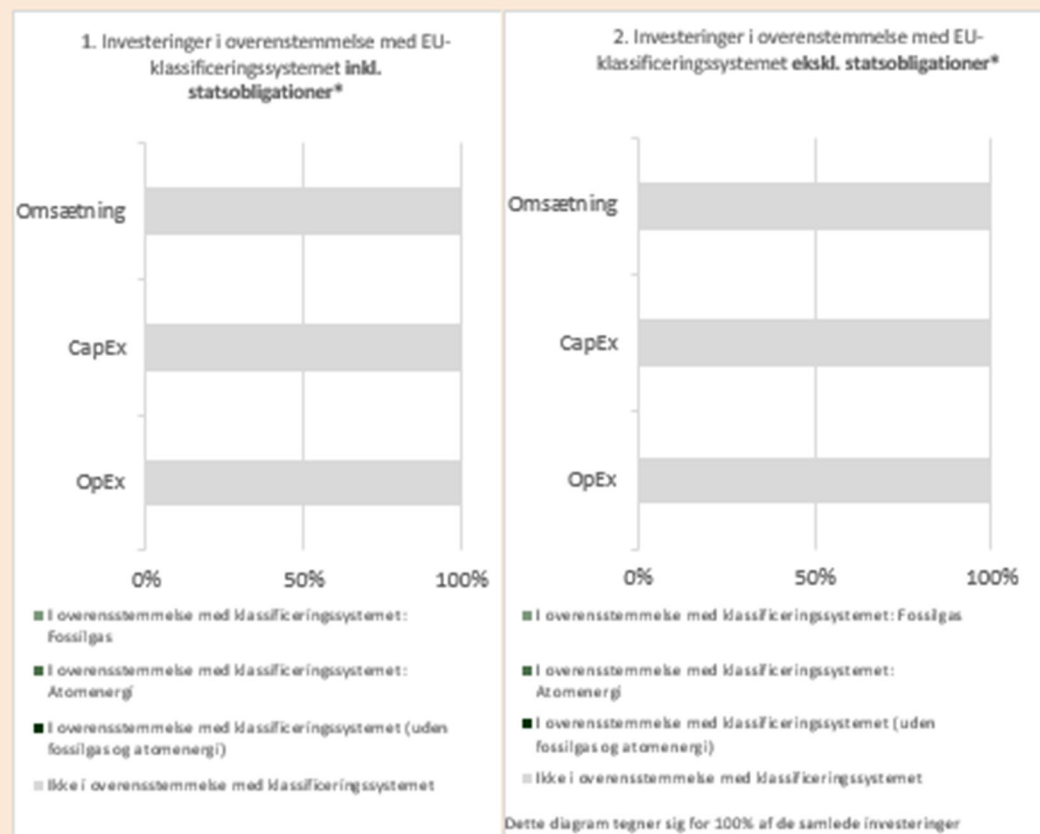 1. Investeringer i overenstemmelse med EU-
klassificeringssystemet inkl.
statsobligationer*
Omsætning
CapEx
OpEx
0% 50% 100%
I overensstemmelse med klassificeringssystemet:
Fossilgas
I overensstemmelse med klassificeringssystemet:
Atomenergi
I overensstemmelse med klassificeringssystemet (uden
fossilgas og atomenergi)
Ikke i overensstemmelse med klassificeringssystemet
2. Investeringer i overenstemmelse med EU-
klassificeringssystemet ekskl. statsobligationer*
Omsætning
CapEx
OpEx
0% 50% 100%
I overensstemmelse med klassificeringssystemet: Fossilgas
I overensstemmelse med klassificeringssystemet:
Atomenergi
I overensstemmelse med klassificeringssystemet (uden
fossilgas og atomenergi)
Ikke i overensstemmelse med klassificeringssystemet
Dette diagram tegner sig for 100% af de samlede investeringer